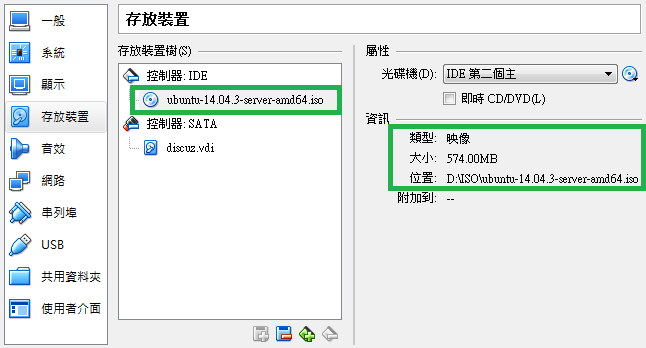 一般
系統
顯示
存放裝置
音效
網路
串列埠
USB
共用資料夾
使用者介面
存放裝置
存放裝置樹(S)
控制器: IDE
ubuntu-14.04.3-server-amd64.iso
控制器: SATA
discuz.vdi
屬性
光碟機(D): IDE 第二個主
即時 CD/DVD(L)
資訊
類型: 映像
大小: 574.00MB
位置: D:\ISO\ubuntu-14.04.3-server-amd64.iso
附加到: --